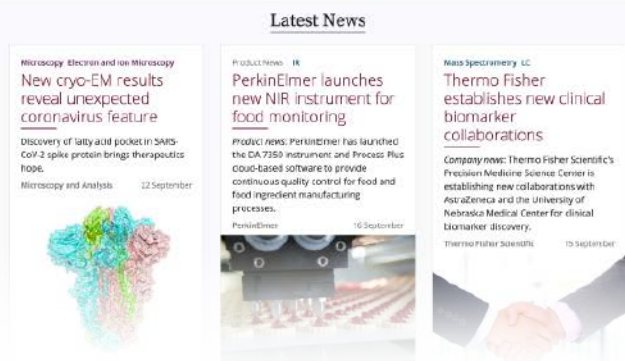 Latest News
Microscopy Electron and Ion Microscopy
New cryo-EM results
reveal unexpected
coronavirus feature
Discovery of fatty acid pocket in SARS-
CoV-2 spike protein brings therapeutics
hope.
Microscopy and Analysis 22 September
Product News IR
PerkinElmer launches
new NIR instrument for
food monitoring
Product news: PerkinElmer has launched
the DA 7350 instrument and Process Plus
cloud-based software to provide
continuous quality control for food and
food ingredient manufacturing
processes.
PerkinElmer 16 September
Mass Spectrometry LC
Thermo Fisher
establishes new clinical
biomarker
collaborations
Company news: Thermo Fisher Scientific's
Precision Medicine Science Center is
establishing new collaborations with
AstraZeneca and the University of
Nebraska Medical Center for clinical
biomarker discovery.
Thermo Fisher Scientific 15 September